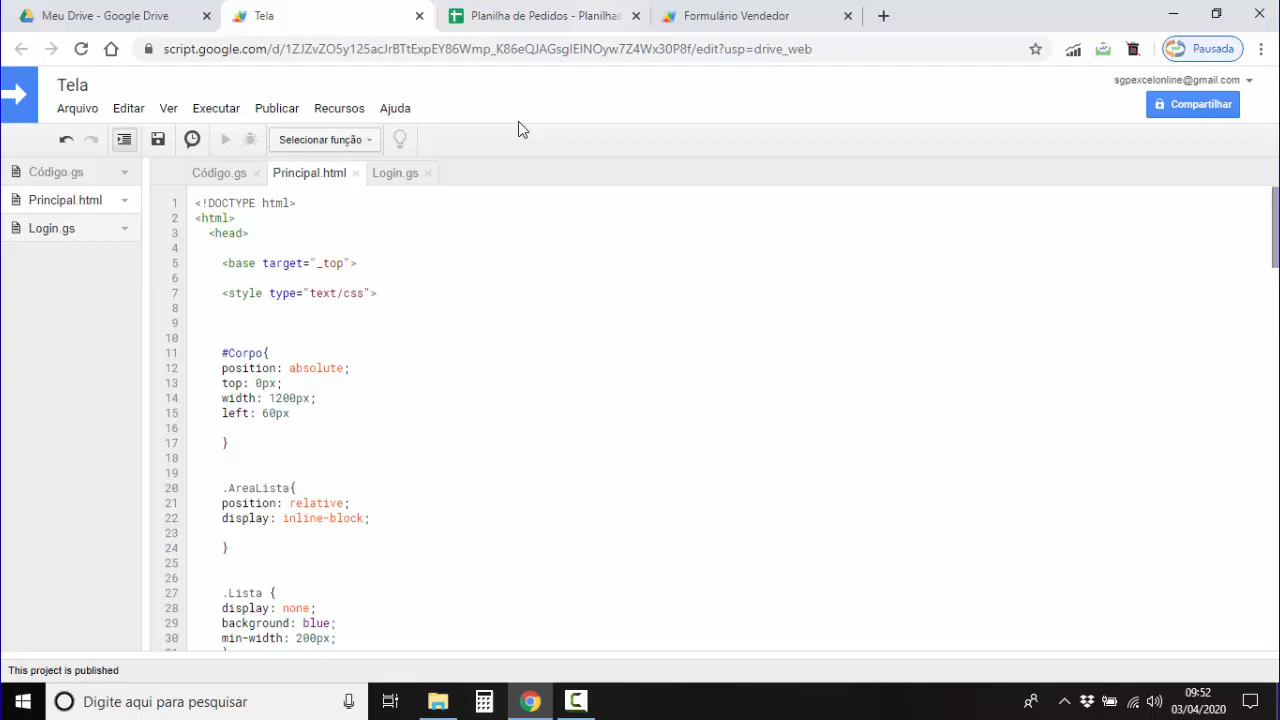 Meu Drive - Google Drive
Tela
Planilha de Pedidos - Planilhas
Formulário Vendedor
script.google.com/d/1ZJZvZO5y125acJrBTtExpEY86Wmp_K86eQJAGsgIEINOyw7Z4Wx30P8f/edit?usp=drive_web
Pausada
Tela
sgpexcelonline@gmail.com
Arquivo Editar Ver Executar Publicar Recursos Ajuda
Compartilhar
Selecionar função
Código.gs
Principal.html
Login.gs
Código.gs Principal.html Login.gs
1 <!DOCTYPE html>
2 <html>
3 <head>
4
5 <base target="_top">
6
7 <style type="text/css">
8
9
10
11 #Corpo{
12 position: absolute;
13 top: 0px;
14 width: 1200px;
15 left: 60px
16
17 }
18
19
20 .AreaLista{
21 position: relative;
22 display: inline-block;
23
24 }
25
26
27 .Lista {
28 display: none;
29 background: blue;
30 min-width: 200px;
This project is published
Digite aqui para pesquisar
09:52
03/04/2020